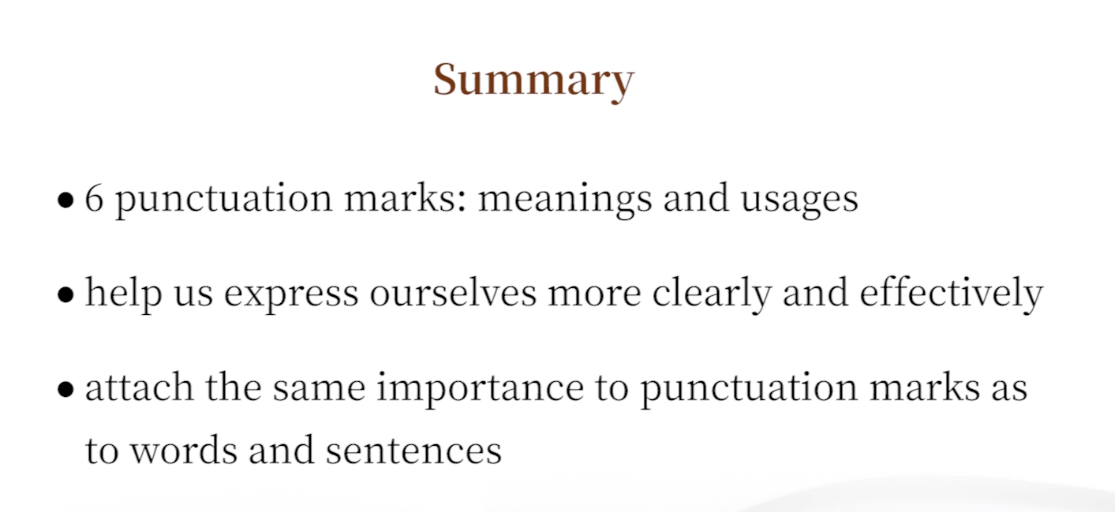 Summary
• 6 punctuation marks: meanings and usages
• help us express ourselves more clearly and effectively
• attach the same importance to punctuation marks as
to words and sentences